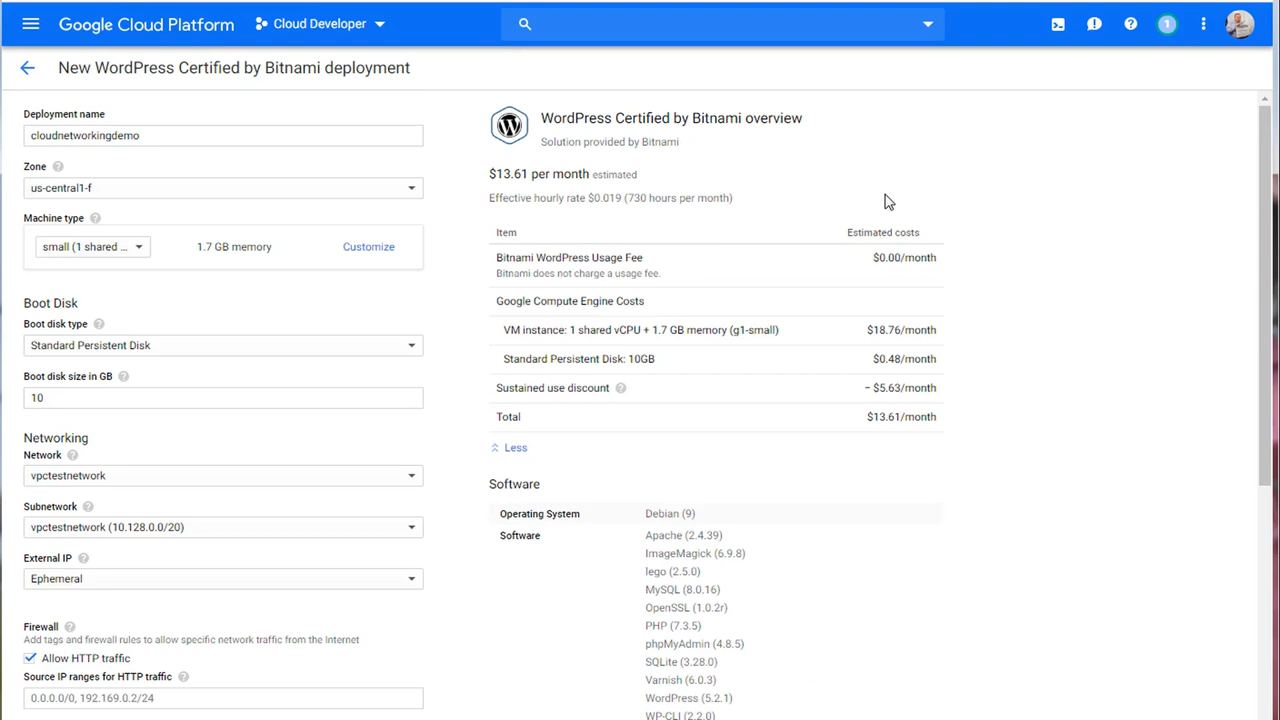 Google Cloud Platform
Cloud Developer
1
New WordPress Certified by Bitnami deployment
Deployment name
cloudnetworkingdemo
Zone
us-central1-f
Machine type
small (1 shared ...
1.7 GB memory
Customize
Boot Disk
Boot disk type
Standard Persistent Disk
Boot disk size in GB
10
Networking
Network
vpctestnetwork
Subnetwork
vpctestnetwork (10.128.0.0/20)
External IP
Ephemeral
Firewall
Add tags and firewall rules to allow specific network traffic from the Internet
Allow HTTP traffic
Source IP ranges for HTTP traffic
0.0.0.0/0, 192.169.0.2/24
WordPress Certified by Bitnami overview
Solution provided by Bitnami
$13.61 per month estimated
Effective hourly rate $0.019 (730 hours per month)
Item Estimated costs
Bitnami WordPress Usage Fee $0.00/month
Bitnami does not charge a usage fee.
Google Compute Engine Costs
VM instance: 1 shared vCPU + 1.7 GB memory (g1-small) $18.76/month
Standard Persistent Disk: 10GB $0.48/month
Sustained use discount − $5.63/month
Total $13.61/month
Less
Software
Operating System Debian (9)
Software Apache (2.4.39)
ImageMagick (6.9.8)
lego (2.5.0)
MySQL (8.0.16)
OpenSSL (1.0.2r)
PHP (7.3.5)
phpMyAdmin (4.8.5)
SQLite (3.28.0)
Varnish (6.0.3)
WordPress (5.2.1)
WP-CLI (2.2.0)